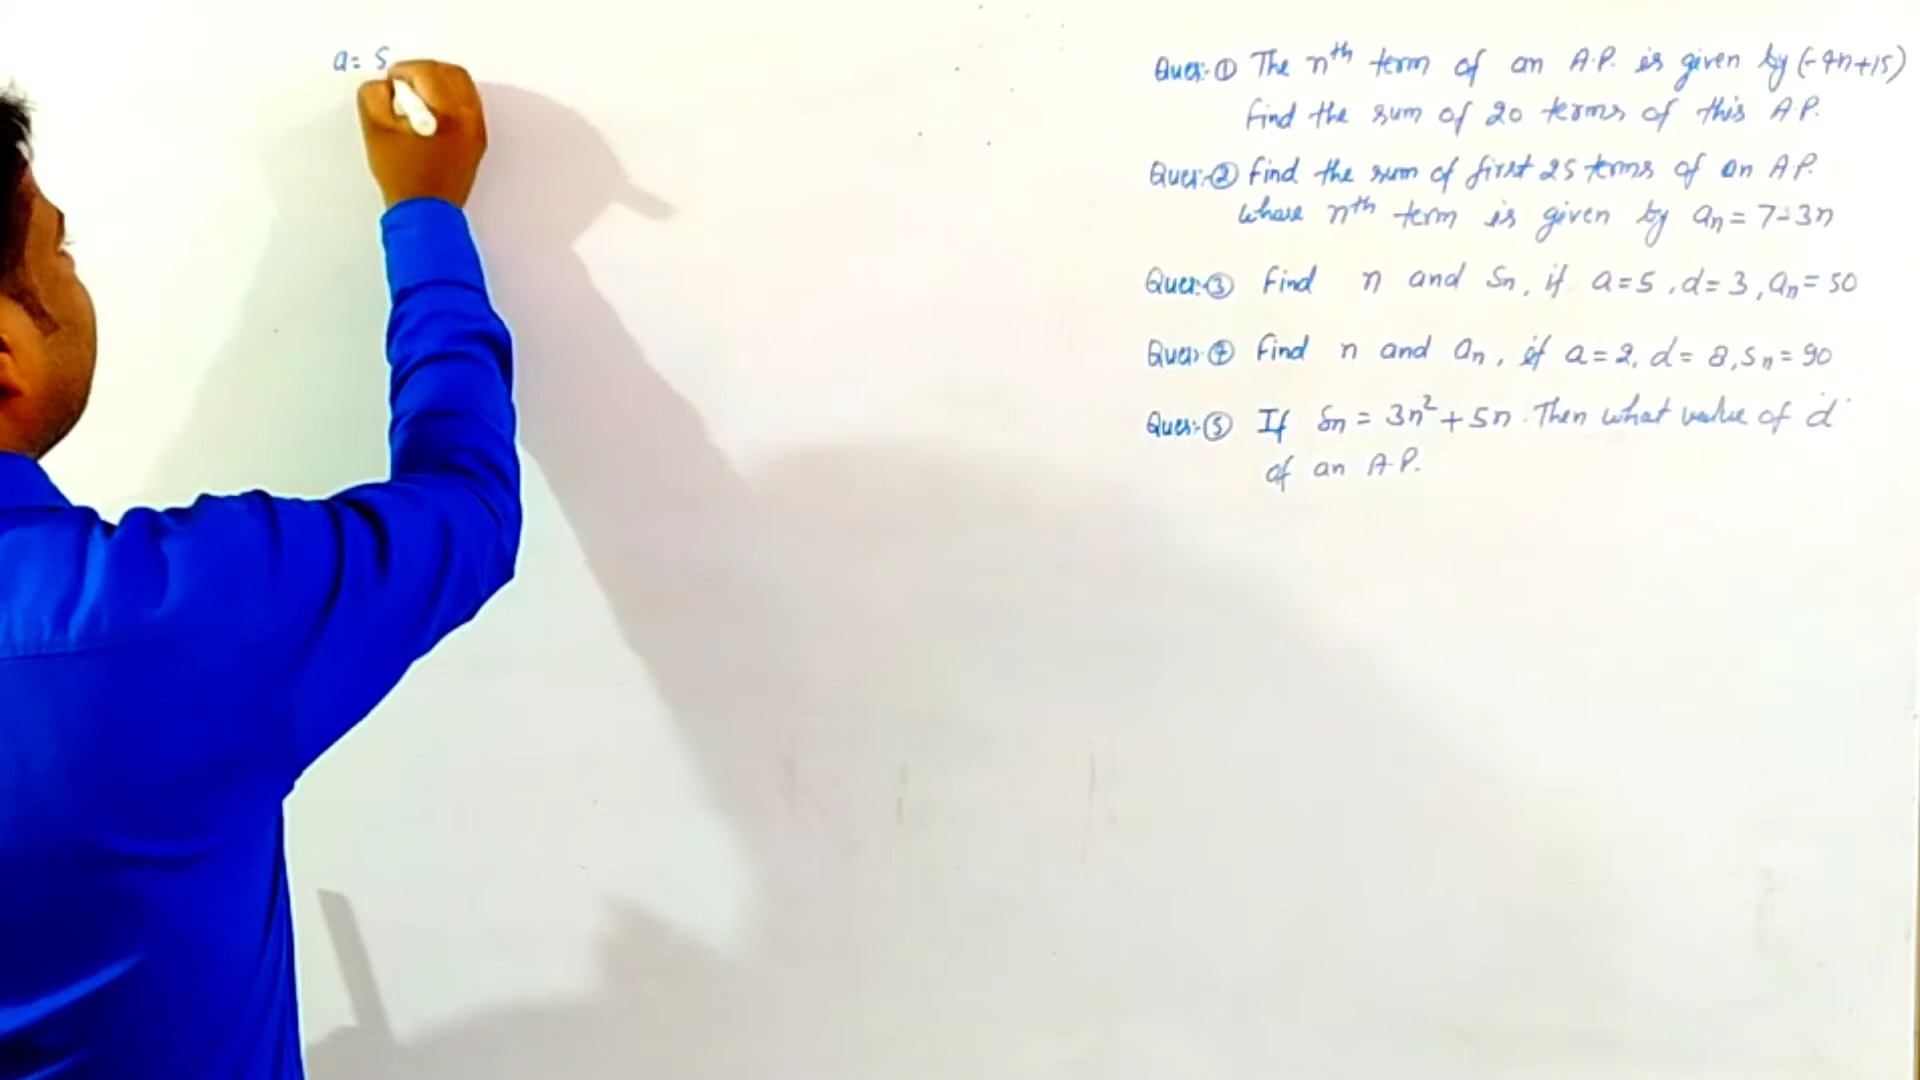 a = 5
Ques:-① The nth term of an A.P. is given by (-4n+15)
find the sum of 20 terms of this A.P.
Ques:-② find the sum of first 25 terms of an A.P.
whose nth term is given by an = 7-3n
Ques:-③ Find n and Sn, if a=5, d=3, an=50
Ques:-④ Find n and an, if a=2, d=8, Sn=90
Ques:-⑤ If Sn = 3n²+5n. Then what value of 'd'
of an A.P.